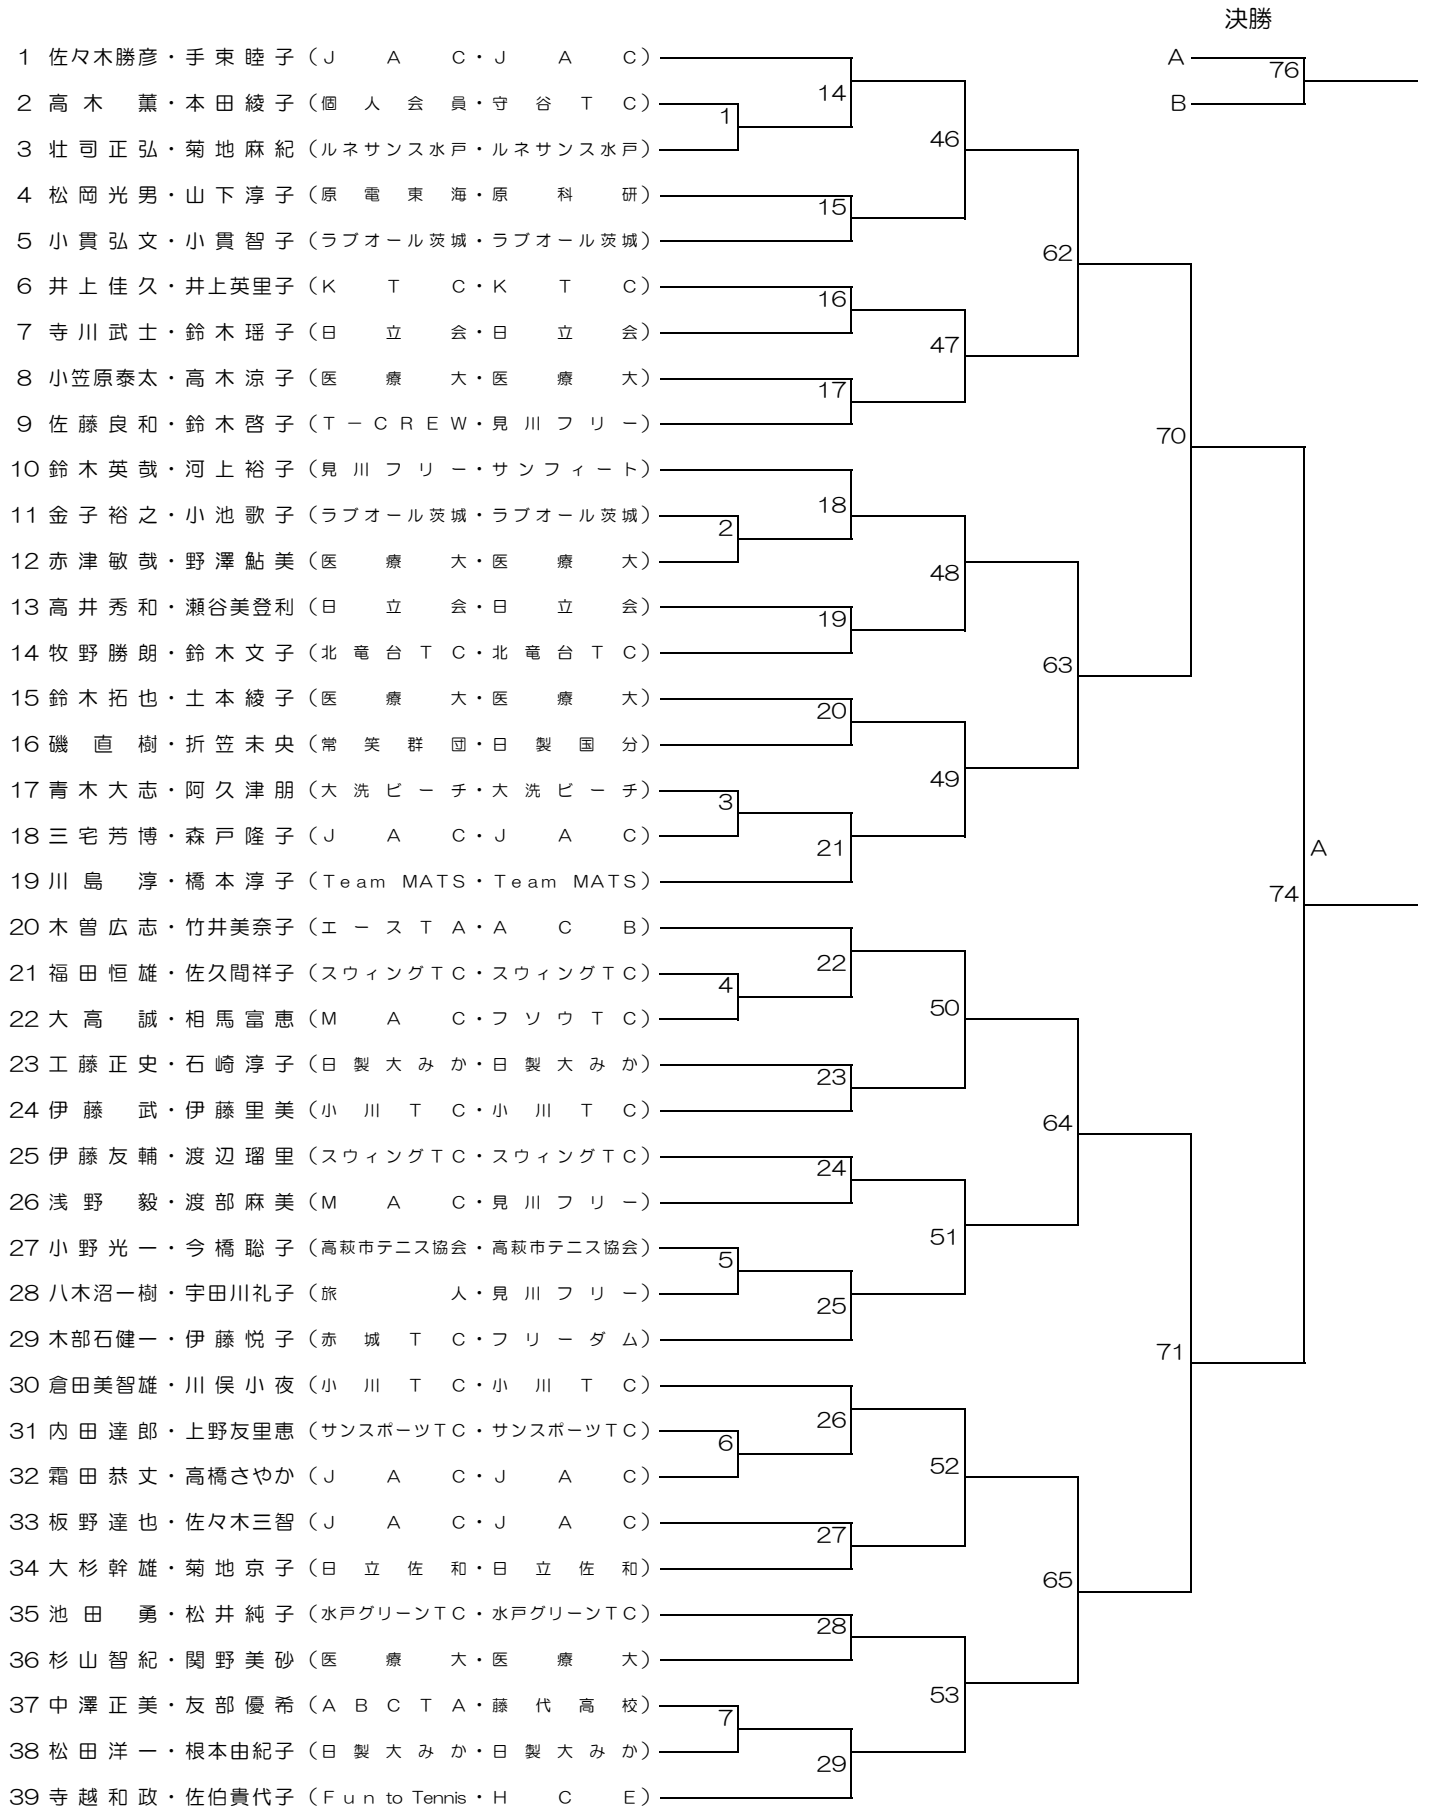 決勝
1 佐々木勝彦・手束睦子（JAC・JAC） A 76
2 高木 薫・本田綾子（個人会員・守谷TC） 1 14 B
3 壮司正弘・菊地麻紀（ルネサンス水戸・ルネサンス水戸） 46
4 松岡光男・山下淳子（原電東海・原科研） 15
5 小貫弘文・小貫智子（ラブオール茨城・ラブオール茨城） 62
6 井上佳久・井上英里子（KTC・KTC） 16
7 寺川武士・鈴木瑶子（日立会・日立会） 47
8 小笠原泰太・高木涼子（医療大・医療大） 17
9 佐藤良和・鈴木啓子（T－CREW・見川フリー） 70
10 鈴木英哉・河上裕子（見川フリー・サンフィート） 18
11 金子裕之・小池歌子（ラブオール茨城・ラブオール茨城） 2
12 赤津敏哉・野澤鮎美（医療大・医療大） 48
13 高井秀和・瀬谷美登利（日立会・日立会） 19
14 牧野勝朗・鈴木文子（北竜台TC・北竜台TC） 63
15 鈴木拓也・土本綾子（医療大・医療大） 20
16 磯 直樹・折笠未央（常笑群団・日製国分） 49
17 青木大志・阿久津朋（大洗ビーチ・大洗ビーチ） 3
18 三宅芳博・森戸隆子（JAC・JAC） 21 A
19 川島 淳・橋本淳子（Team MATS・Team MATS） 74
20 木曽広志・竹井美奈子（エースTA・ACB） 22
21 福田恒雄・佐久間祥子（スウィングTC・スウィングTC） 4
22 大高 誠・相馬富恵（MAC・フソウTC） 50
23 工藤正史・石崎淳子（日製大みか・日製大みか） 23
24 伊藤 武・伊藤里美（小川TC・小川TC） 64
25 伊藤友輔・渡辺瑠里（スウィングTC・スウィングTC） 24
26 浅野 毅・渡部麻美（MAC・見川フリー） 51
27 小野光一・今橋聡子（高萩市テニス協会・高萩市テニス協会） 5
28 八木沼一樹・宇田川礼子（旅人・見川フリー） 25
29 木部石健一・伊藤悦子（赤城TC・フリーダム） 71
30 倉田美智雄・川俣小夜（小川TC・小川TC） 26
31 内田達郎・上野友里恵（サンスポーツTC・サンスポーツTC） 6
32 霜田恭丈・高橋さやか（JAC・JAC） 52
33 板野達也・佐々木三智（JAC・JAC） 27
34 大杉幹雄・菊地京子（日立佐和・日立佐和） 65
35 池田 勇・松井純子（水戸グリーンTC・水戸グリーンTC） 28
36 杉山智紀・関野美砂（医療大・医療大） 53
37 中澤正美・友部優希（ABCTA・藤代高校） 7
38 松田洋一・根本由紀子（日製大みか・日製大みか） 29
39 寺越和政・佐伯貴代子（Fun to Tennis・HCE）